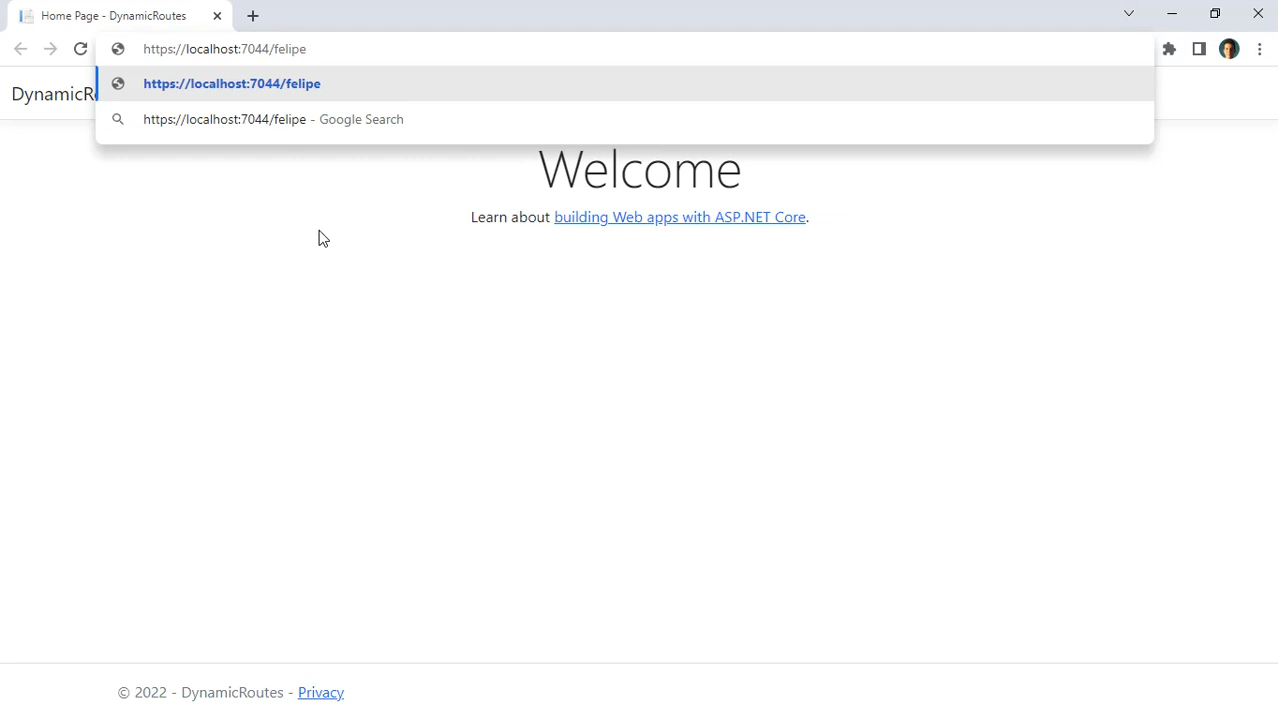 Home Page - DynamicRoutes
https://localhost:7044/felipe
https://localhost:7044/felipe
DynamicRo
https://localhost:7044/felipe - Google Search
Welcome
Learn about building Web apps with ASP.NET Core.
© 2022 - DynamicRoutes - Privacy